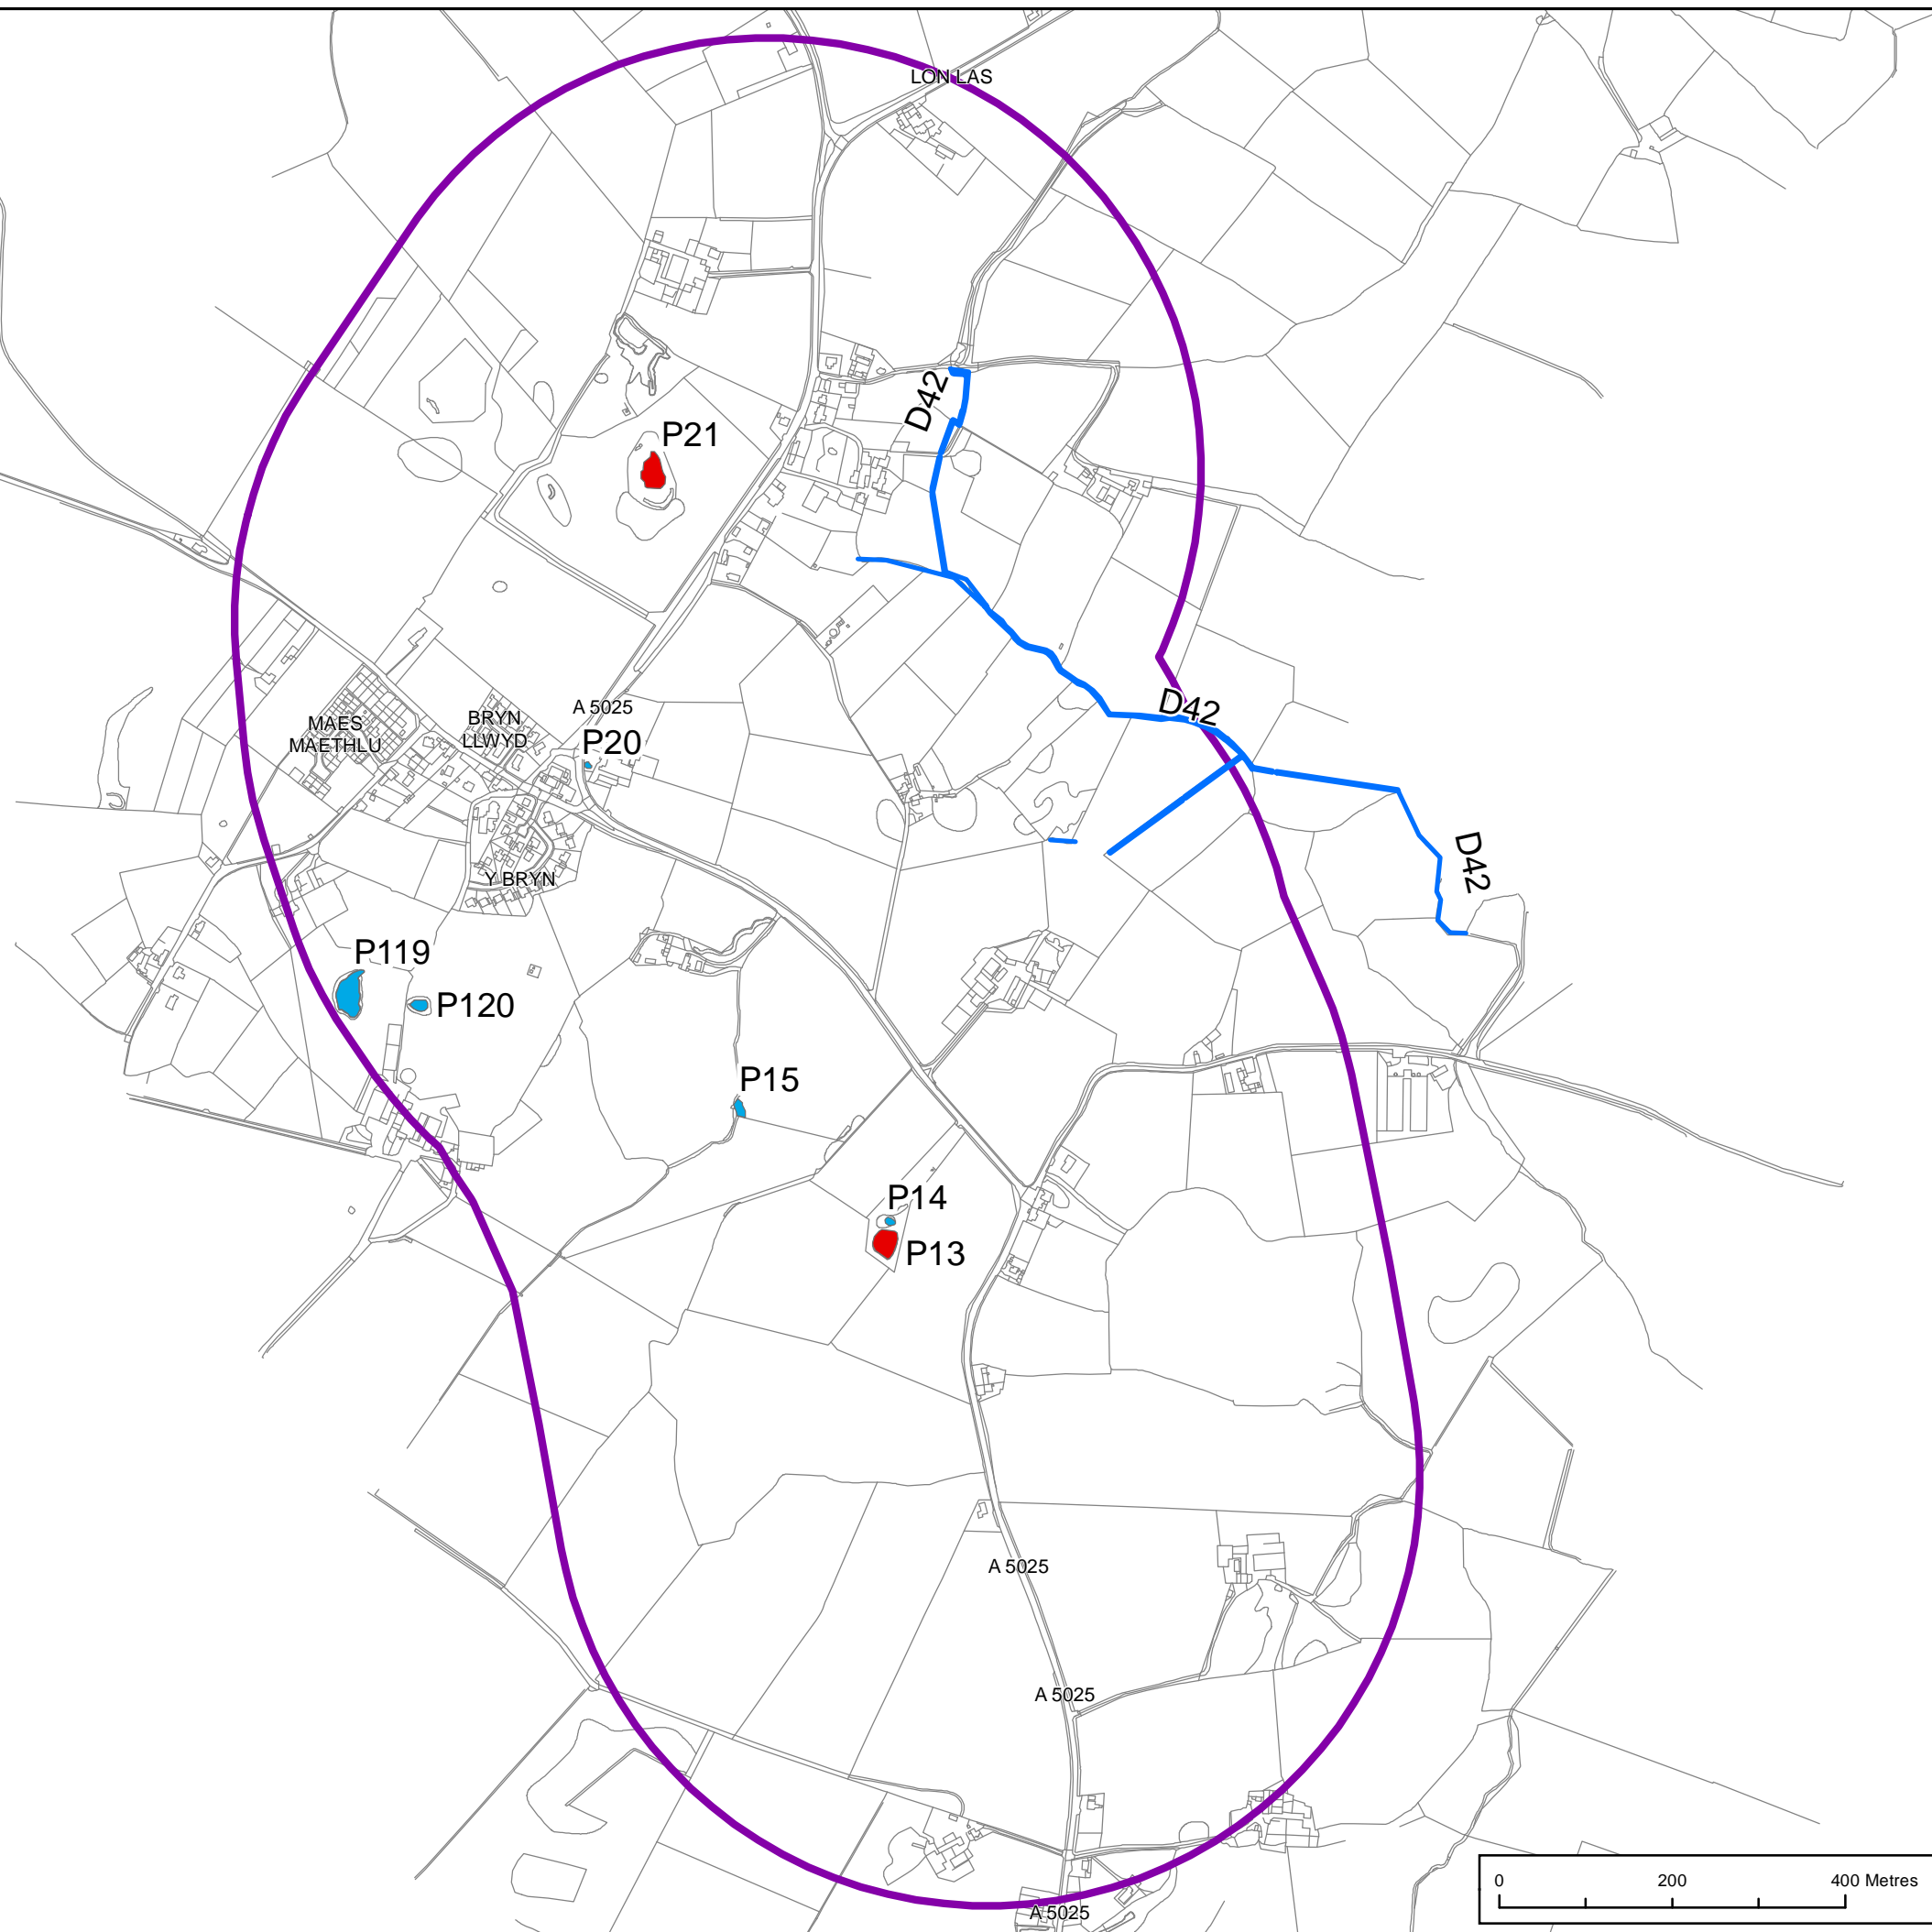 LON LAS
D42
P21
D42
A 5025
MAES
MAETHLU
BRYN
LLWYD
P20
D42
Y BRYN
P119
P120
P15
P14
P13
A 5025
A 5025
0 200 400 Metres
A 5025